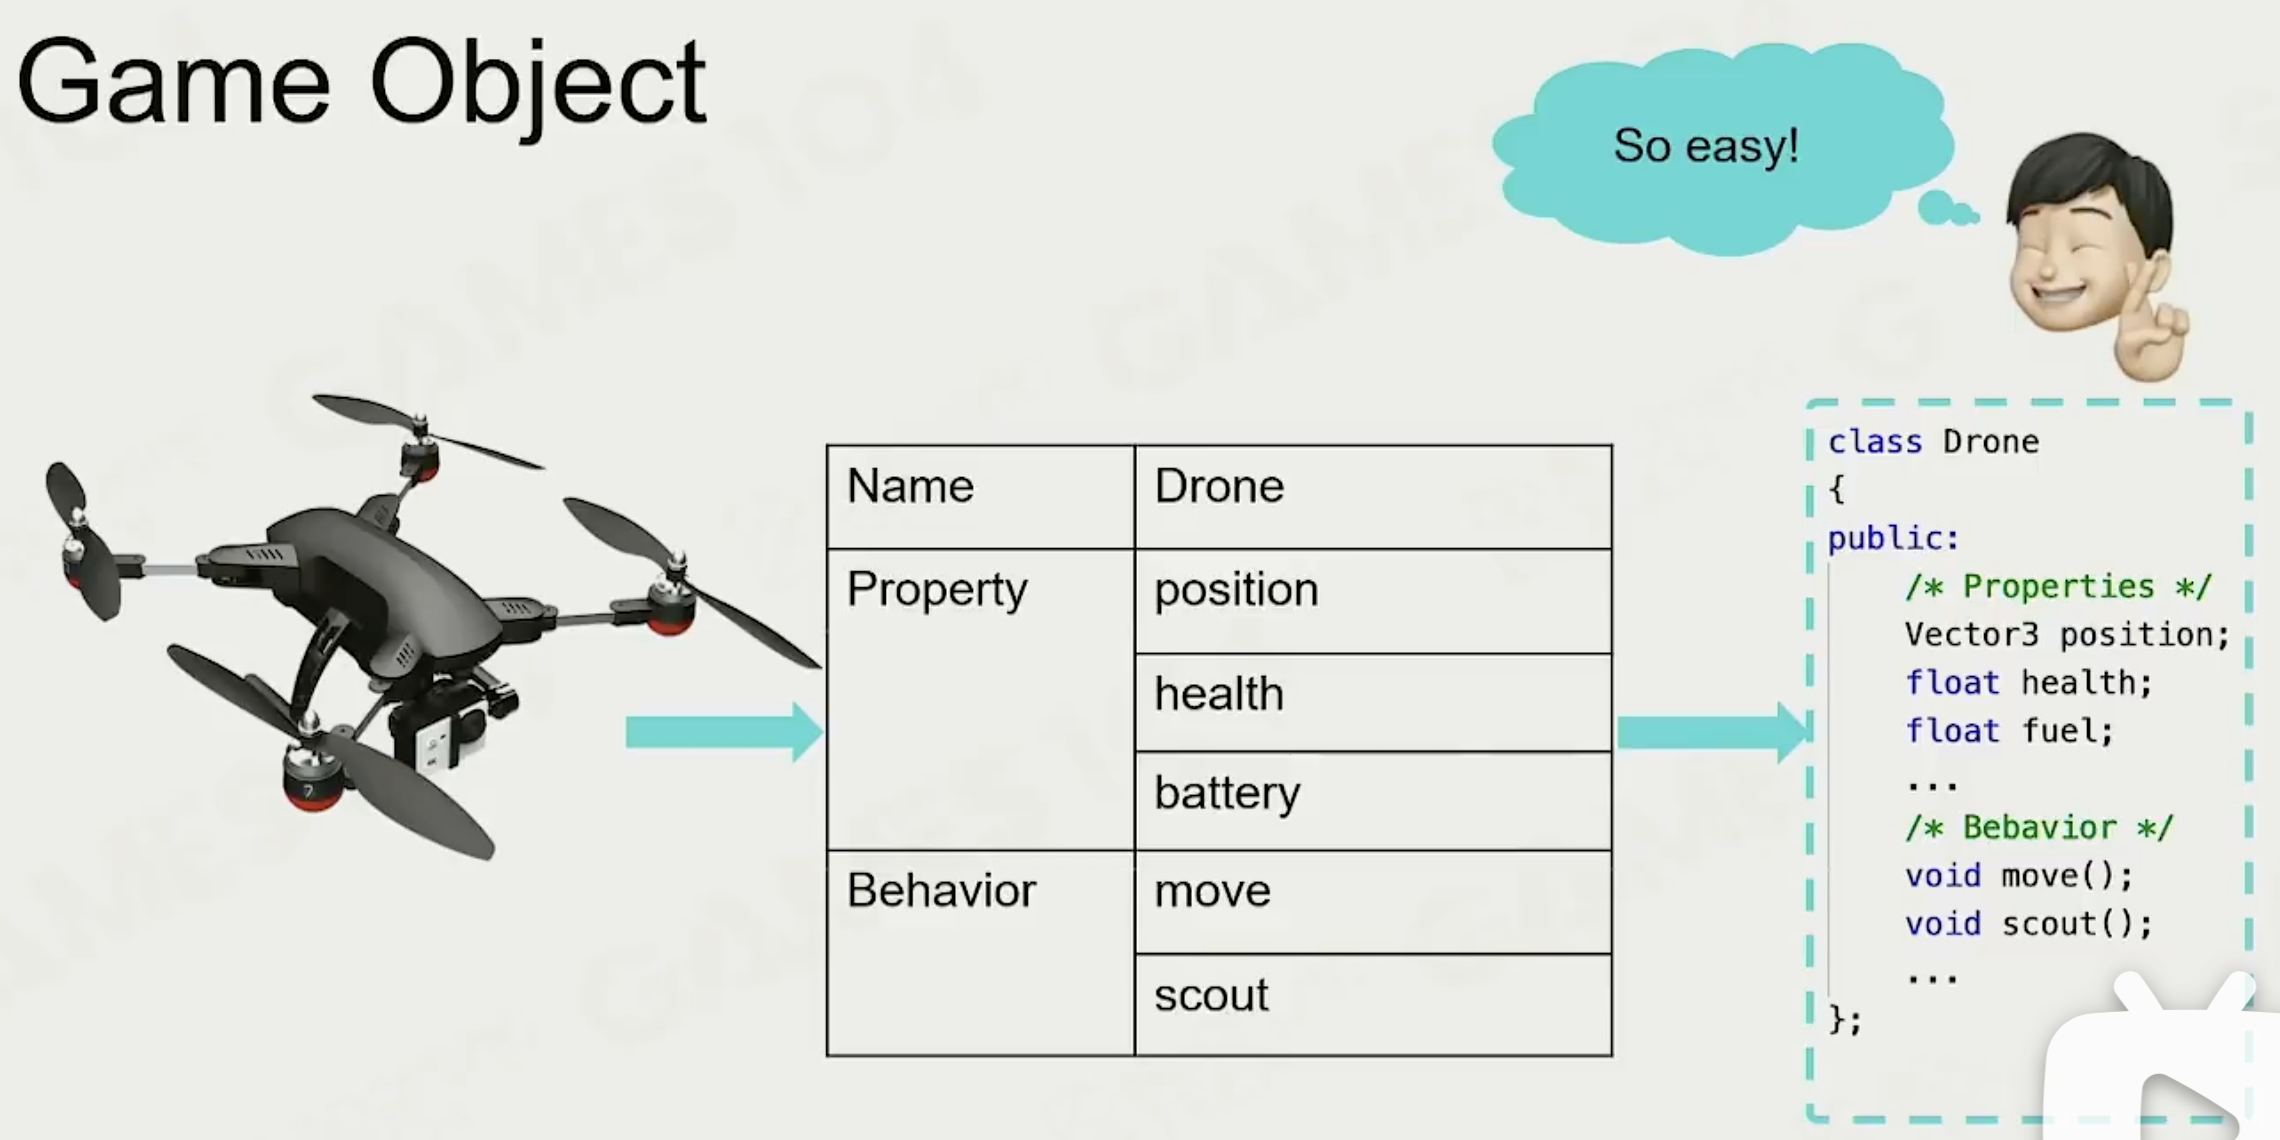 Game Object
So easy!
Name Drone
Property position
health
battery
Behavior move
scout
class Drone
{
public:
/* Properties */
Vector3 position;
float health;
float fuel;
...
/* Bebavior */
void move();
void scout();
...
};
GAMES104